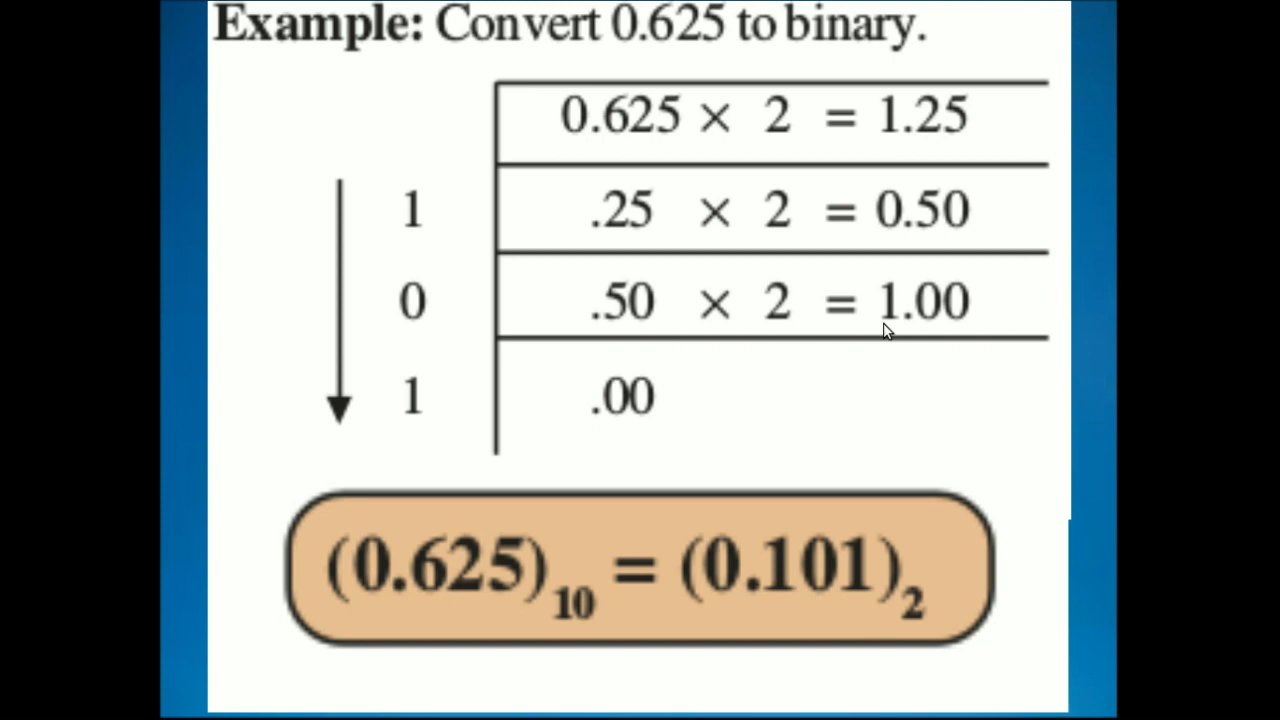 Example: Convert 0.625 to binary.
0.625 × 2 = 1.25
1 .25 × 2 = 0.50
0 .50 × 2 = 1.00
1 .00
(0.625)10 = (0.101)2